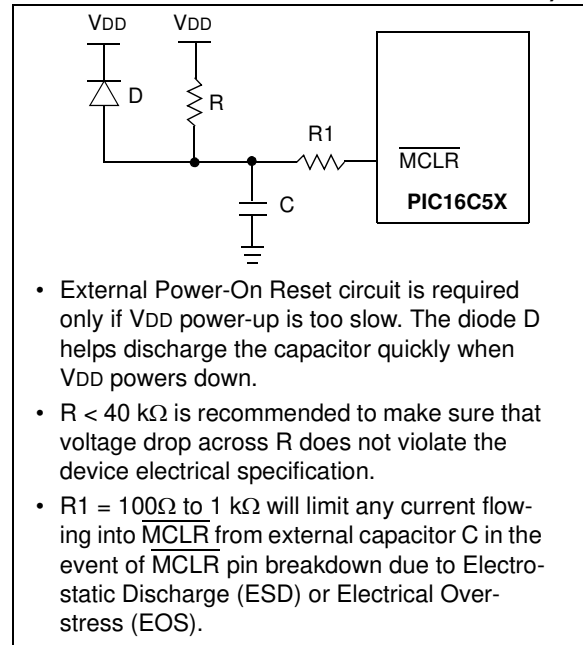 VDD VDD
D
R
R1
MCLR
C
PIC16C5X
• External Power-On Reset circuit is required
only if VDD power-up is too slow. The diode D
helps discharge the capacitor quickly when
VDD powers down.
• R < 40 kΩ is recommended to make sure that
voltage drop across R does not violate the
device electrical specification.
• R1 = 100Ω to 1 kΩ will limit any current flow-
ing into MCLR from external capacitor C in the
event of MCLR pin breakdown due to Electro-
static Discharge (ESD) or Electrical Over-
stress (EOS).